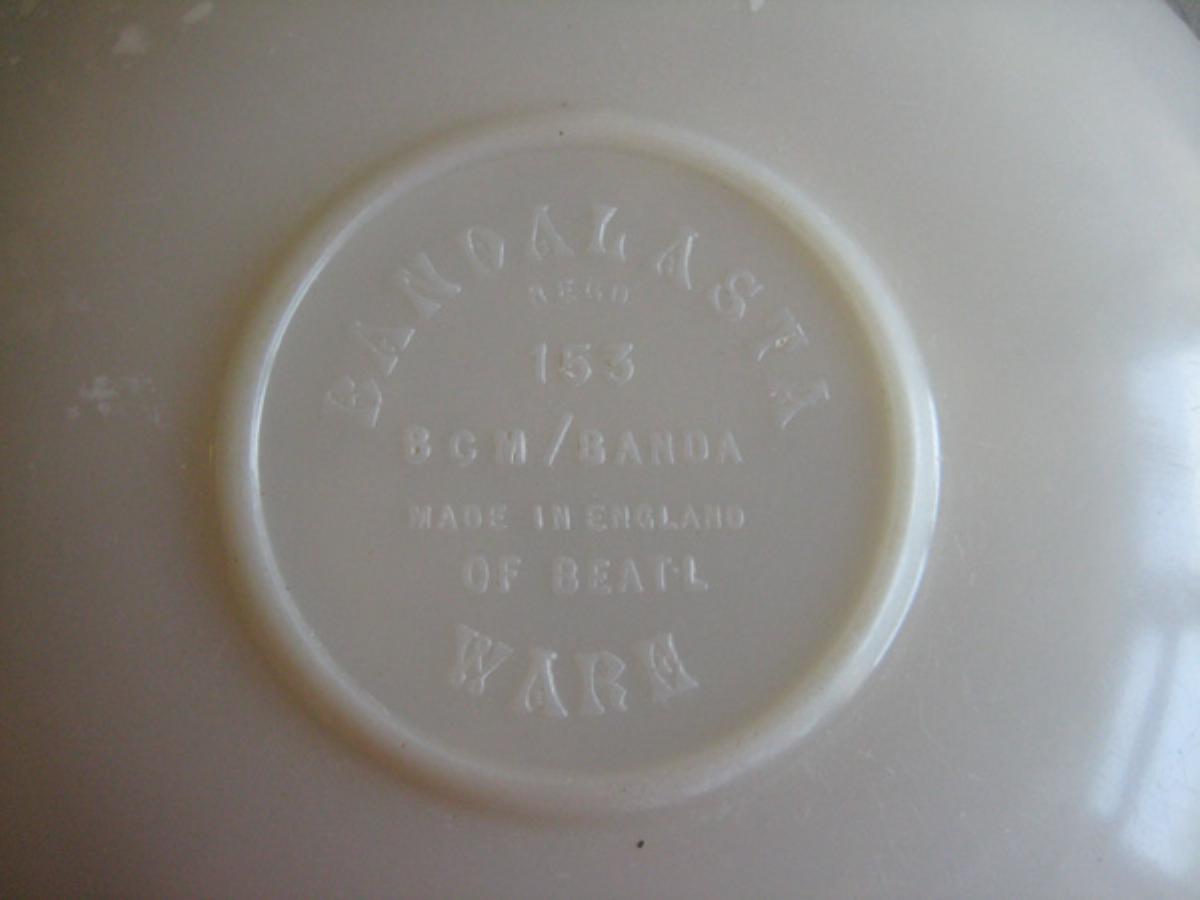 BANDALASTA
REGD
153
BCM/BANDA
MADE IN ENGLAND
OF BEATL
WARE